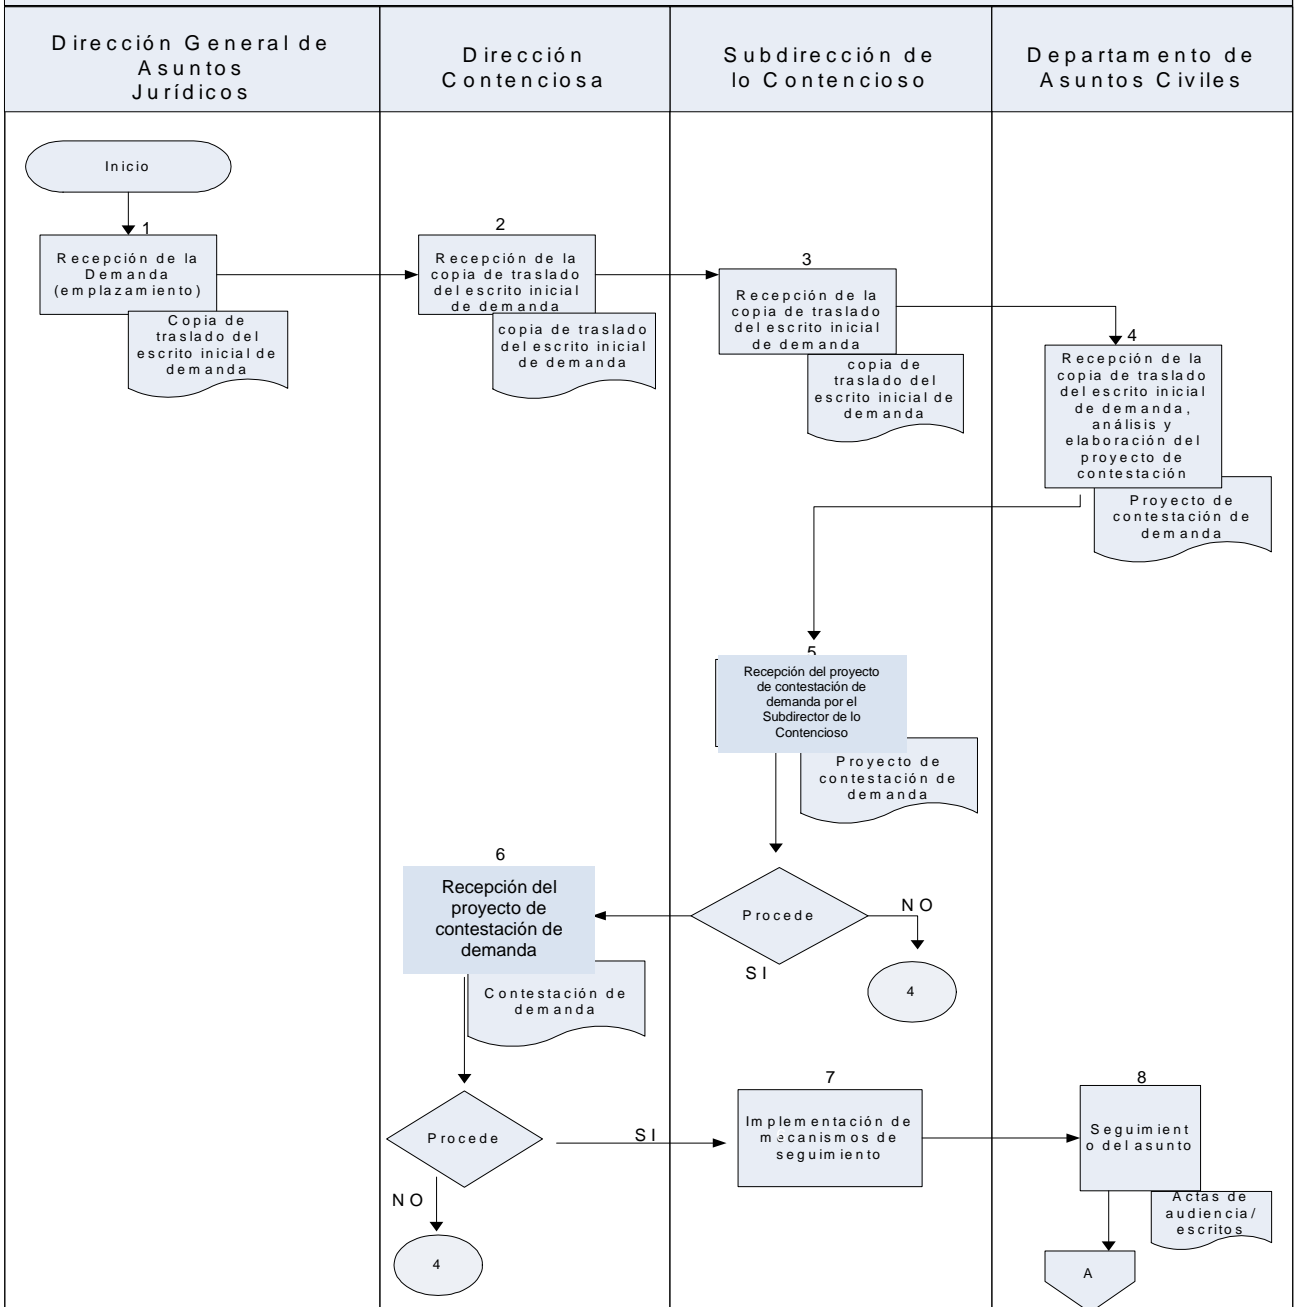 Dirección General de
Asuntos
Jurídicos
Dirección
Contenciosa
Subdirección de
lo Contencioso
Departamento de
Asuntos Civiles
Inicio
1
Recepción de la
Demanda
(emplazamiento)
Copia de
traslado del
escrito inicial de
demanda
2
Recepción de la
copia de traslado
del escrito inicial
de demanda
copia de traslado
del escrito inicial
de demanda
3
Recepción de la
copia de traslado
del escrito inicial
de demanda
copia de
traslado del
escrito inicial de
demanda
4
Recepción de la
copia de traslado
del escrito inicial
de demanda,
análisis y
elaboración del
proyecto de
contestación
Proyecto de
contestación de
demanda
5
Recepción del proyecto
de contestación de
demanda por el
Subdirector de lo
Contencioso
Proyecto de
contestación de
demanda
Procede
NO
SI
4
6
Recepción del
proyecto de
contestación de
demanda
Contestación de
demanda
Procede
SI
NO
4
7
Implementación de
mecanismos de
seguimiento
8
Seguimient
o del asunto
Actas de
audiencia/
escritos
A